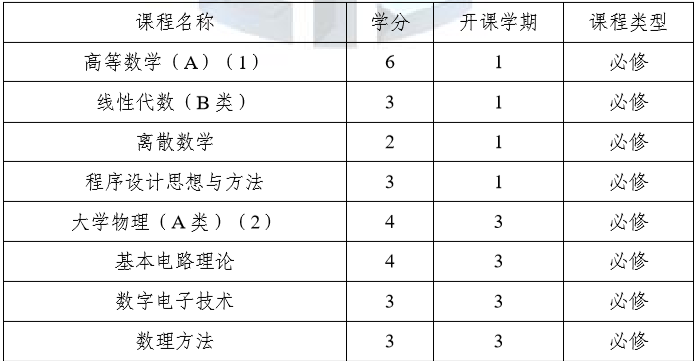 课程名称 学分 开课学期 课程类型
高等数学（A）（1） 6 1 必修
线性代数（B 类） 3 1 必修
离散数学 2 1 必修
程序设计思想与方法 3 1 必修
大学物理（A 类）（2） 4 3 必修
基本电路理论 4 3 必修
数字电子技术 3 3 必修
数理方法 3 3 必修